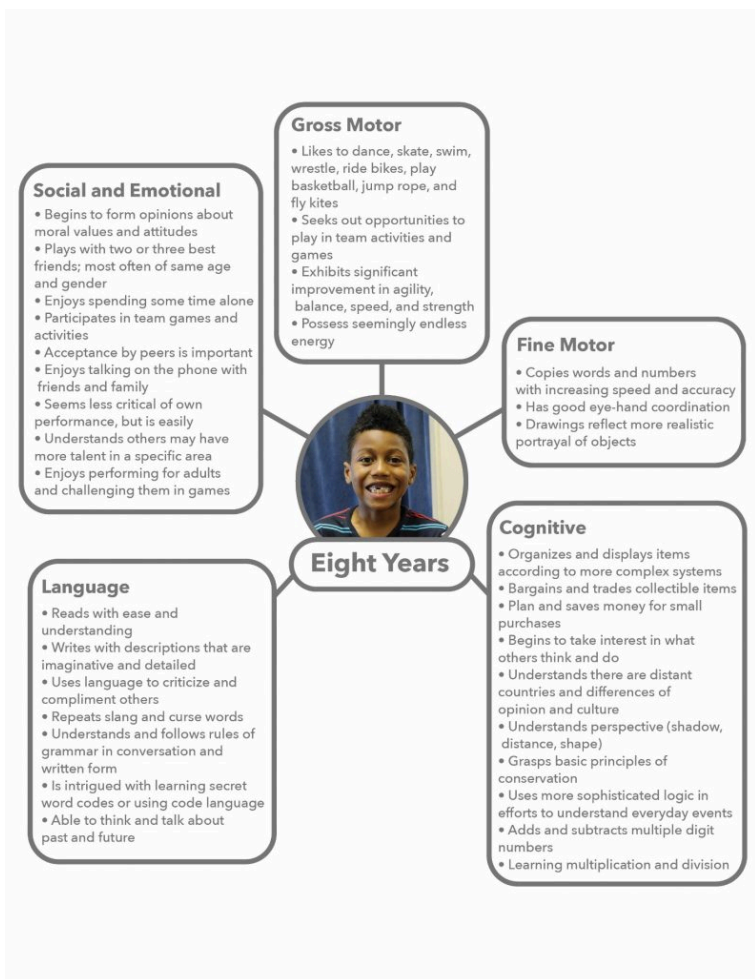 Gross Motor
• Likes to dance, skate, swim,
wrestle, ride bikes, play
basketball, jump rope, and
fly kites
• Seeks out opportunities to
play in team activities and
games
• Exhibits significant
improvement in agility,
balance, speed, and strength
• Possess seemingly endless
energy
Social and Emotional
• Begins to form opinions about
moral values and attitudes
• Plays with two or three best
friends; most often of same age
and gender
• Enjoys spending some time alone
• Participates in team games and
activities
• Acceptance by peers is important
• Enjoys talking on the phone with
friends and family
• Seems less critical of own
performance, but is easily
• Understands others may have
more talent in a specific area
• Enjoys performing for adults
and challenging them in games
Fine Motor
• Copies words and numbers
with increasing speed and accuracy
• Has good eye-hand coordination
• Drawings reflect more realistic
portrayal of objects
Eight Years
Language
• Reads with ease and
understanding
• Writes with descriptions that are
imaginative and detailed
• Uses language to criticize and
compliment others
• Repeats slang and curse words
• Understands and follows rules of
grammar in conversation and
written form
• Is intrigued with learning secret
word codes or using code language
• Able to think and talk about
past and future
Cognitive
• Organizes and displays items
according to more complex systems
• Bargains and trades collectible items
• Plan and saves money for small
purchases
• Begins to take interest in what
others think and do
• Understands there are distant
countries and differences of
opinion and culture
• Understands perspective (shadow,
distance, shape)
• Grasps basic principles of
conservation
• Uses more sophisticated logic in
efforts to understand everyday events
• Adds and subtracts multiple digit
numbers
• Learning multiplication and division